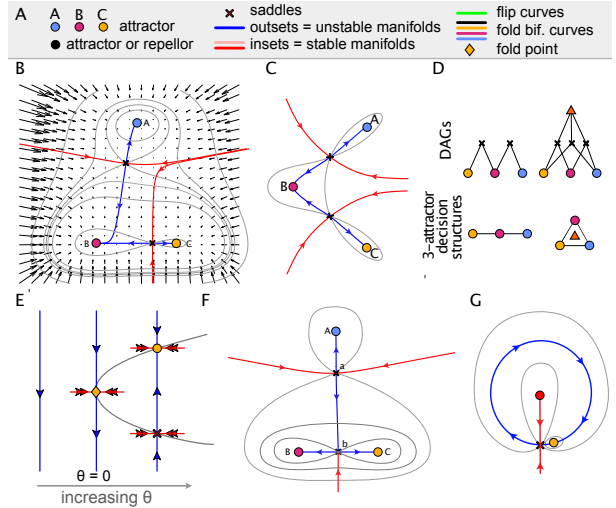 A
A B C attractor
attractor or repellor
saddles
outsets = unstable manifolds
insets = stable manifolds
flip curves
fold bif. curves
fold point
B
A
B
C
C
A
B
C
D
DAGs
3-attractor
decision
structures
E
θ = 0
increasing θ
F
A
a
b
B
C
G